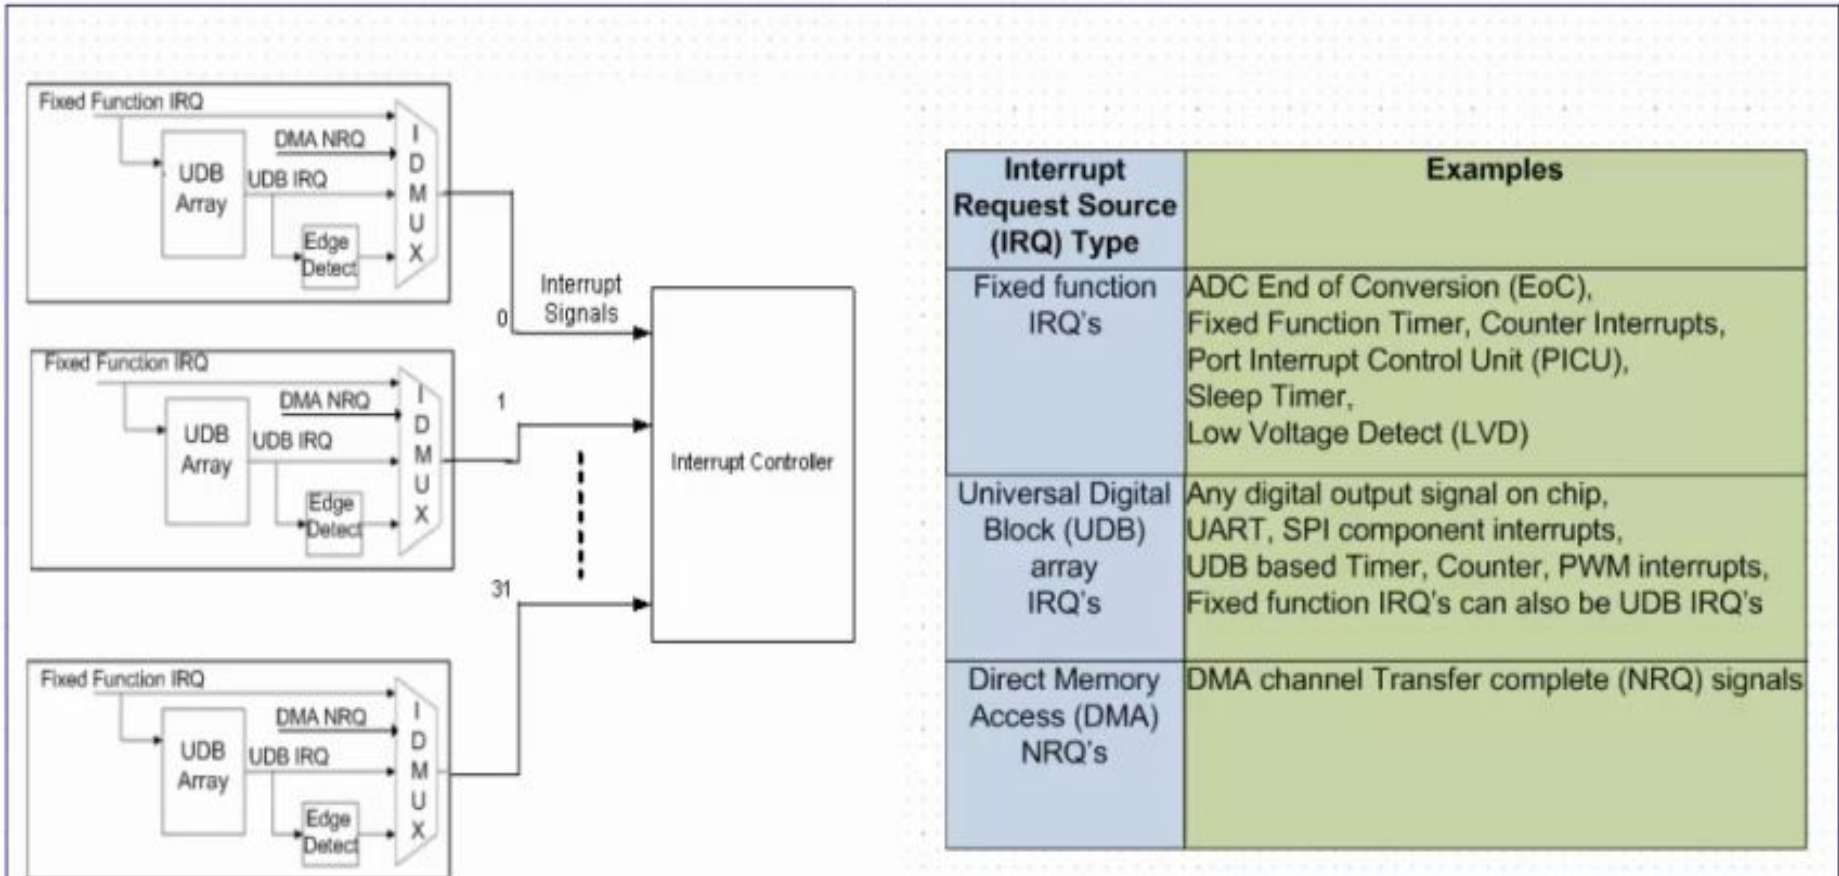 Fixed Function IRQ
DMA NRQ
UDB
Array
UDB IRQ
Edge
Detect
I
D
M
U
X
Fixed Function IRQ
DMA NRQ
UDB
Array
UDB IRQ
Edge
Detect
I
D
M
U
X
Fixed Function IRQ
DMA NRQ
UDB
Array
UDB IRQ
Edge
Detect
I
D
M
U
X
0
Interrupt
Signals
1
31
Interrupt Controller
Interrupt
Request Source
(IRQ) Type
Examples
Fixed function
IRQ's
ADC End of Conversion (EoC),
Fixed Function Timer, Counter Interrupts,
Port Interrupt Control Unit (PICU),
Sleep Timer,
Low Voltage Detect (LVD)
Universal Digital
Block (UDB)
array
IRQ's
Any digital output signal on chip,
UART, SPI component interrupts,
UDB based Timer, Counter, PWM interrupts,
Fixed function IRQ's can also be UDB IRQ's
Direct Memory
Access (DMA)
NRQ's
DMA channel Transfer complete (NRQ) signals